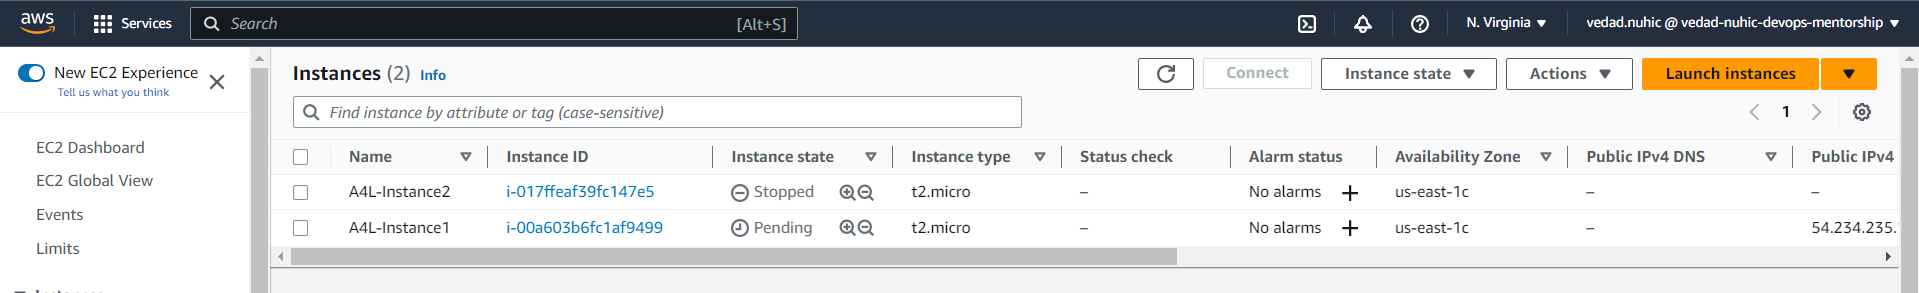 aws Services Search [Alt+S] N. Virginia vedad.nuhic @ vedad-nuhic-devops-mentorship
New EC2 Experience
Tell us what you think
EC2 Dashboard
EC2 Global View
Events
Limits
Instances (2) Info
Connect Instance state Actions Launch instances
Find instance by attribute or tag (case-sensitive)
1
Name Instance ID Instance state Instance type Status check Alarm status Availability Zone Public IPv4 DNS Public IPv4
A4L-Instance2 i-017ffeaf39fc147e5 Stopped t2.micro – No alarms + us-east-1c – –
A4L-Instance1 i-00a603b6fc1af9499 Pending t2.micro – No alarms + us-east-1c – 54.234.235.